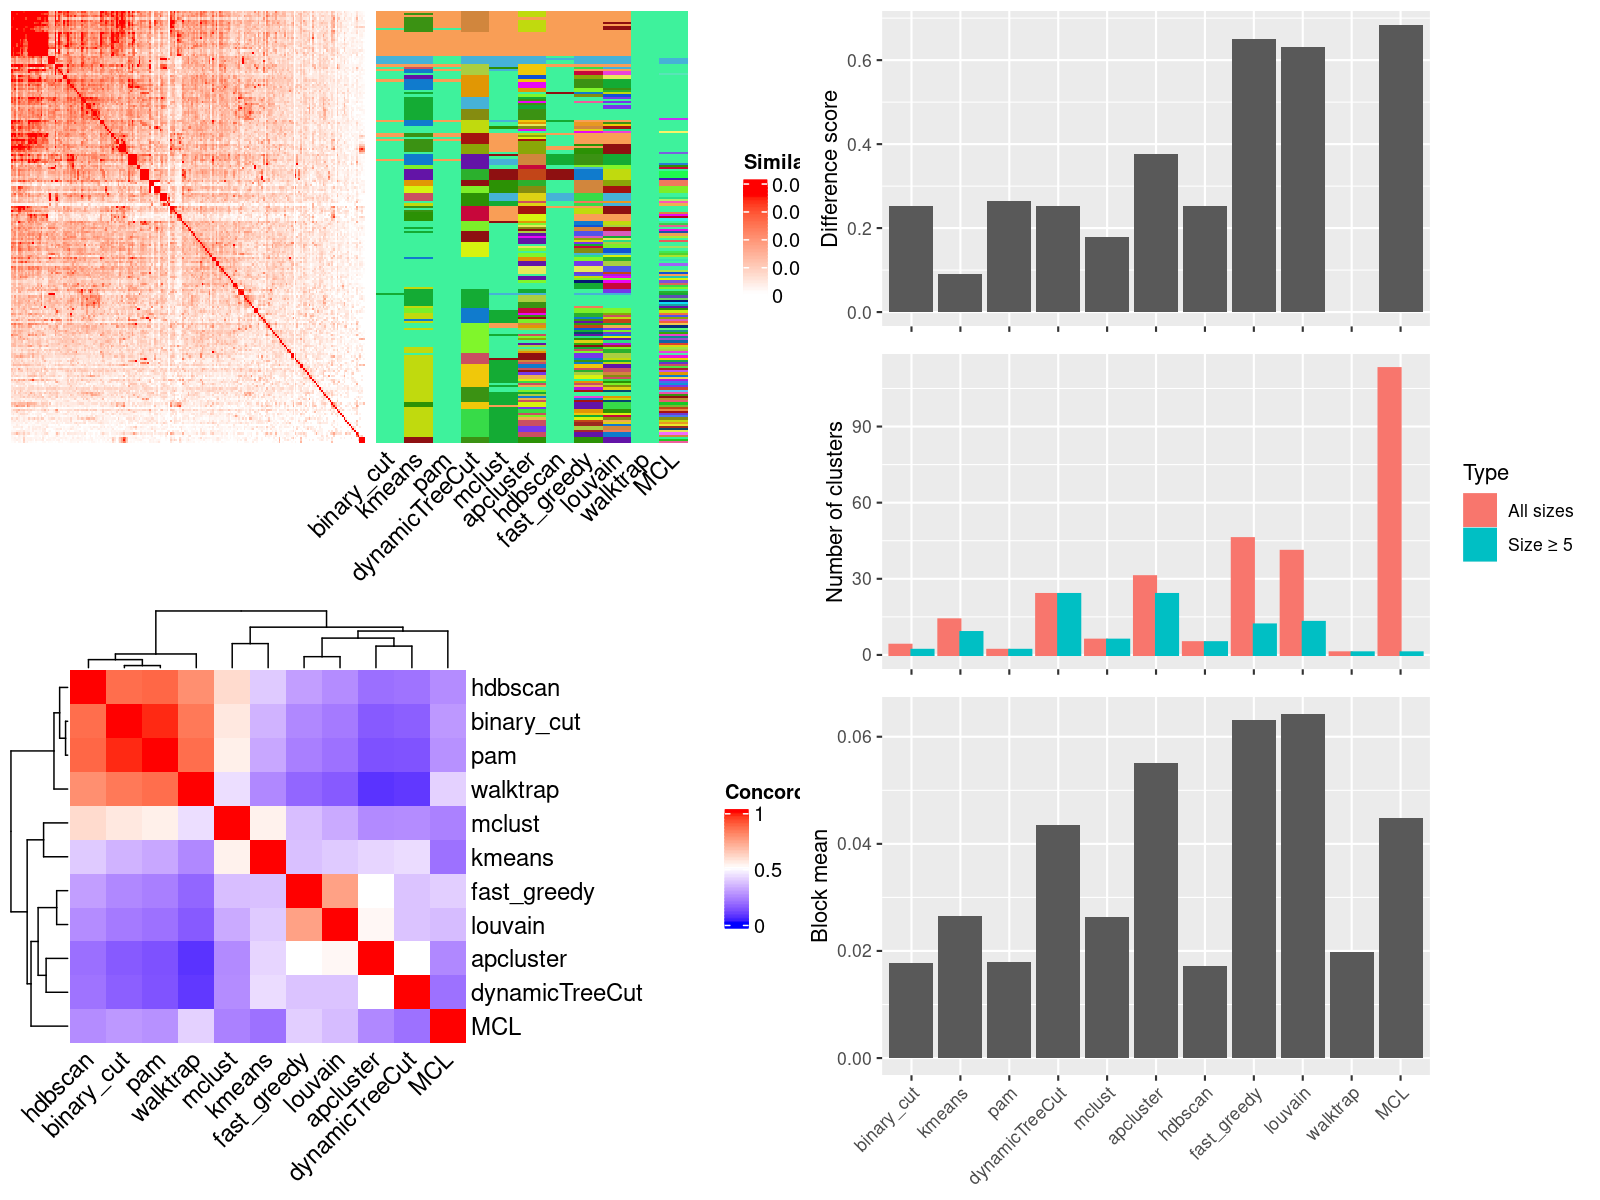 Simila
0.0
0.0
0.0
0.0
0
binary_cut
kmeans
pam
dynamicTreeCut
mclust
apcluster
hdbscan
fast_greedy
louvain
walktrap
MCL
hdbscan
binary_cut
pam
walktrap
mclust
kmeans
fast_greedy
louvain
apcluster
dynamicTreeCut
MCL
hdbscan
binary_cut
pam
walktrap
mclust
kmeans
fast_greedy
louvain
apcluster
dynamicTreeCut
MCL
Concord
1
0.5
0
Difference score
0.6
0.4
0.2
0.0
Number of clusters
90
60
30
0
Type
All sizes
Size ≥ 5
Block mean
0.06
0.04
0.02
0.00
binary_cut
kmeans
pam
dynamicTreeCut
mclust
apcluster
hdbscan
fast_greedy
louvain
walktrap
MCL